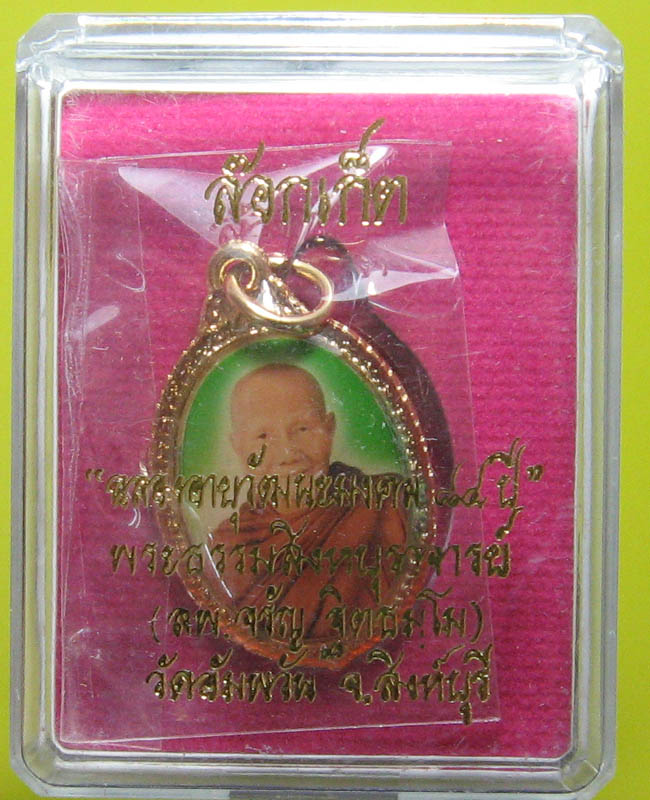 ล๊อกเก็ต
"ฉลองอายุวัฒนะมงคล ๘๔ ปี"
พระธรรมสิงหบุราจารย์
(ลพ.จรัญ ฐิตธมฺโม)
วัดอัมพวัน จ.สิงห์บุรี